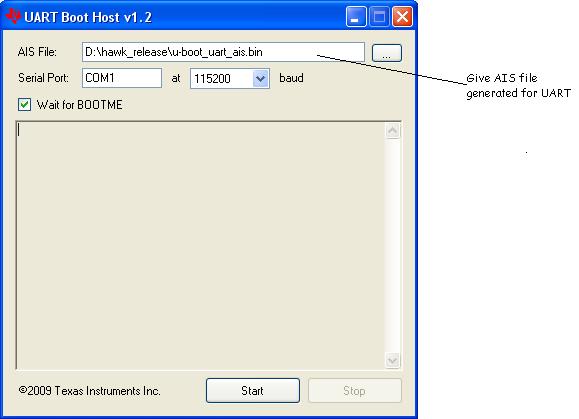 UART Boot Host v1.2
AIS File: D:\hawk_release\u-boot_uart_ais.bin ...
Serial Port: COM1 at 115200 baud
Wait for BOOTME
Give AIS file
generated for UART
©2009 Texas Instruments Inc. Start Stop